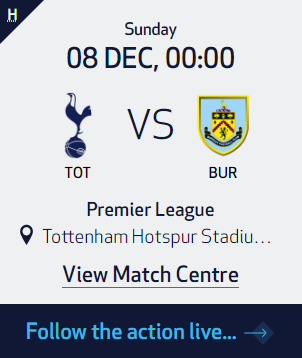 H
Sunday
08 DEC, 00:00
VS
TOT
BUR
Premier League
Tottenham Hotspur Stadiu...
View Match Centre
Follow the action live...